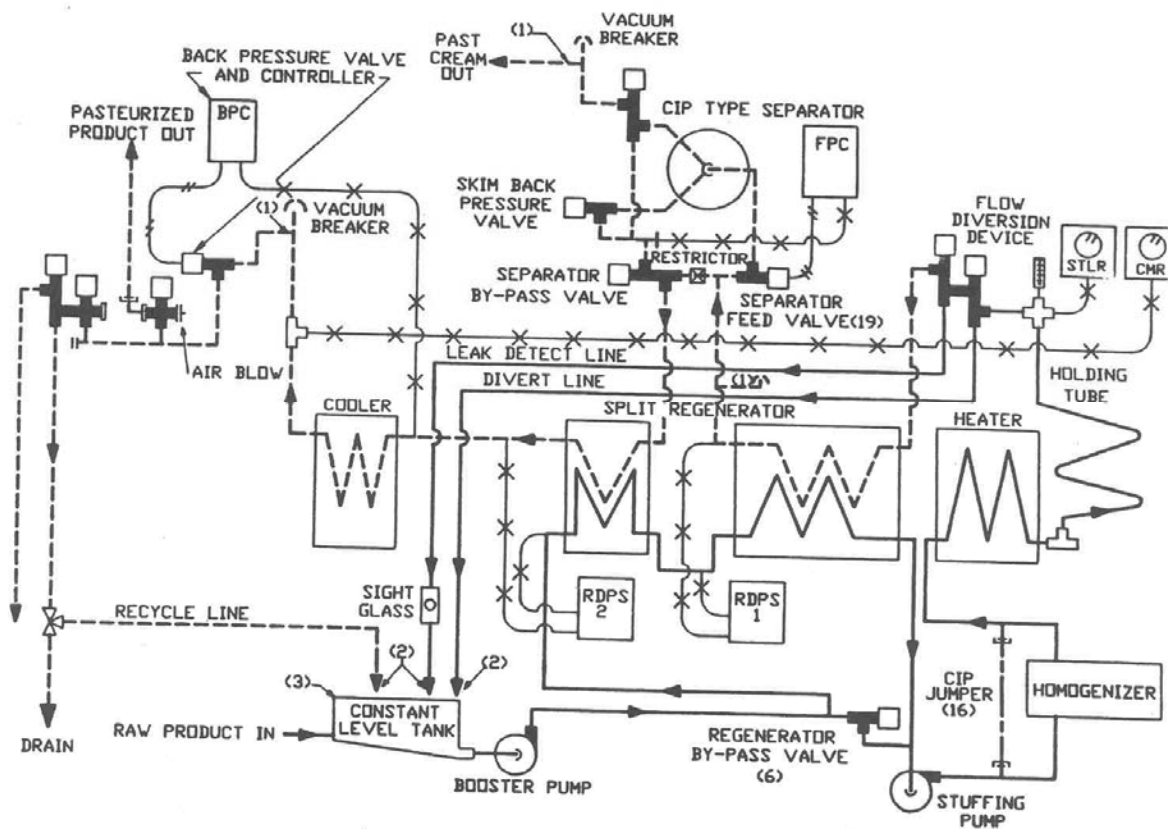 (1)
VACUUM
BREAKER
PAST
CREAM
OUT
BACK PRESSURE VALVE
AND CONTROLLER
PASTEURIZED
PRODUCT OUT
BPC
CIP TYPE SEPARATOR
FPC
(1)
VACUUM
BREAKER
SKIM BACK
PRESSURE
VALVE
FLOW
DIVERSION
DEVICE
STLR
CMR
RESTRICTOR
SEPARATOR
BY-PASS VALVE
SEPARATOR
FEED VALVE(19)
AIR BLOW
LEAK DETECT LINE
DIVERT LINE
HOLDING
TUBE
COOLER
SPLIT REGENERATOR
HEATER
SIGHT
GLASS
RDPS
2
RDPS
1
RECYCLE LINE
(2)
(2)
(3)
CONSTANT
LEVEL TANK
RAW PRODUCT IN
DRAIN
BOOSTER PUMP
REGENERATOR
BY-PASS VALVE
(6)
CIP
JUMPER
(16)
HOMOGENIZER
STUFFING
PUMP